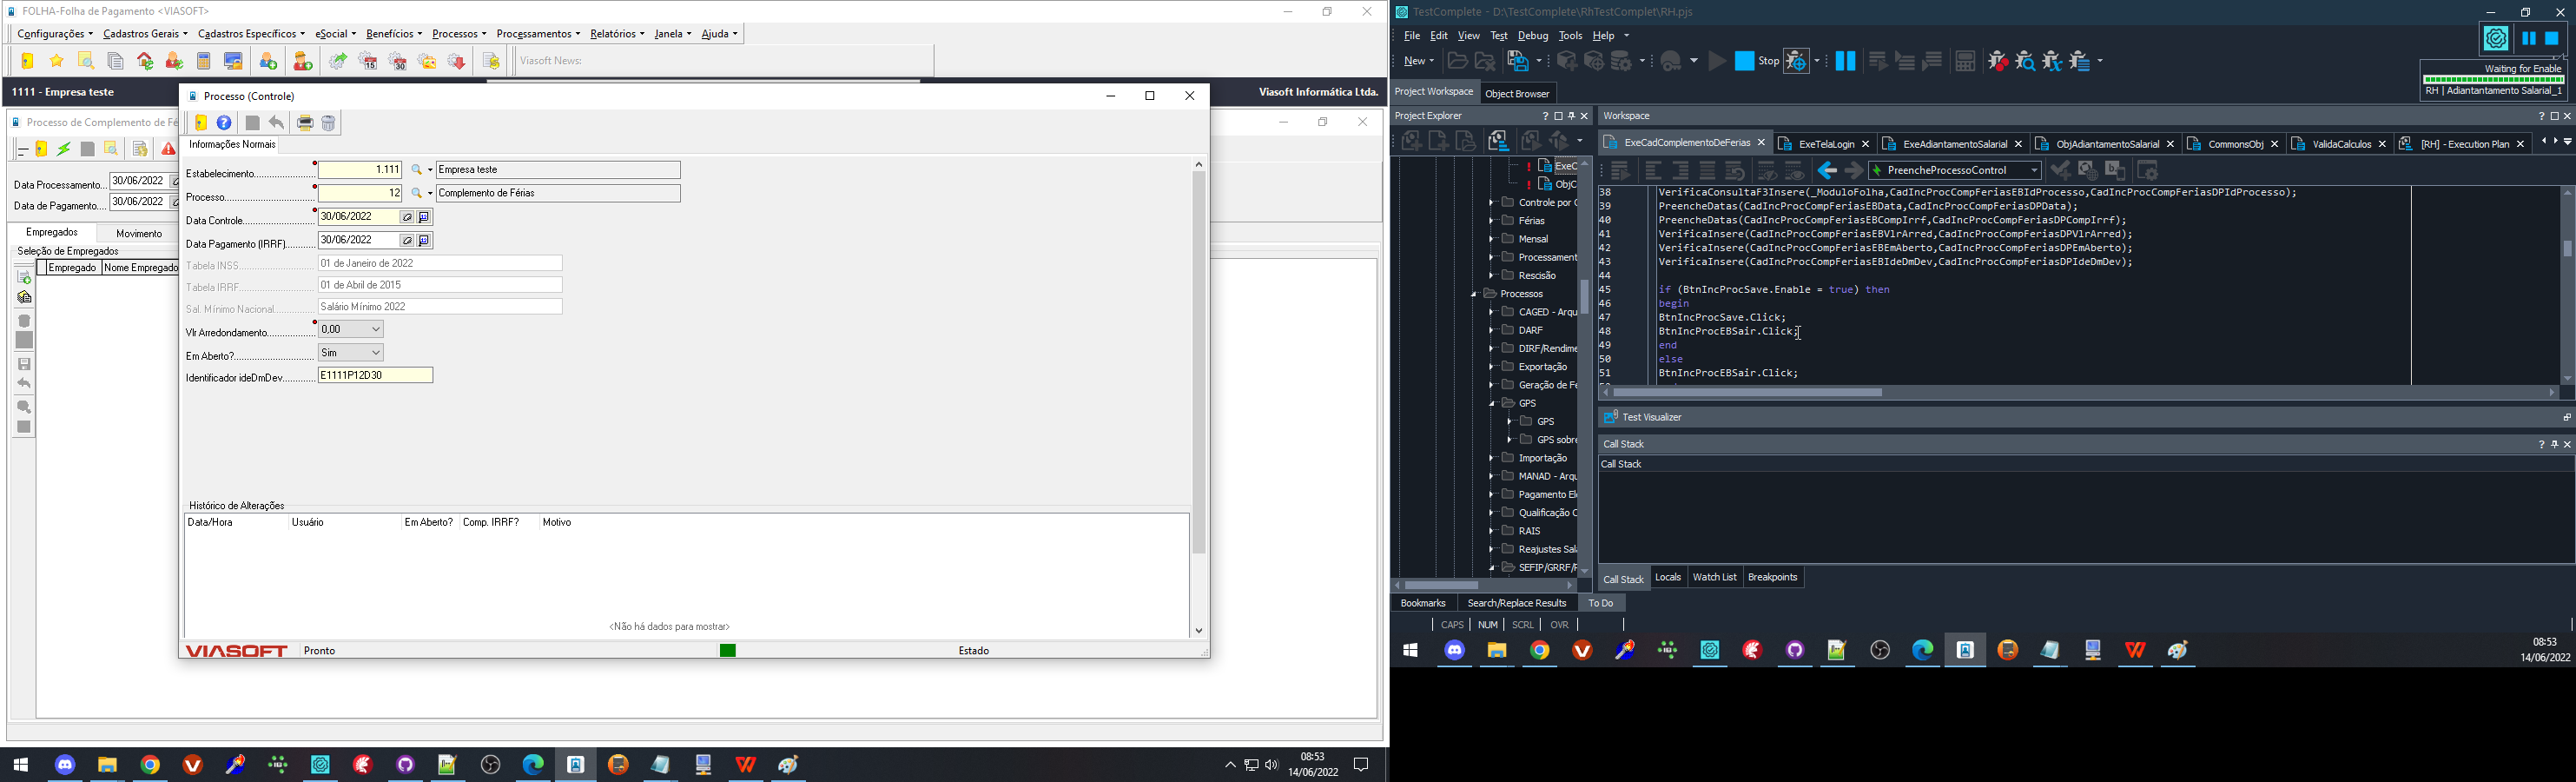 FOLHA-Folha de Pagamento <VIASOFT>
Configurações Cadastros Gerais Cadastros Específicos eSocial Benefícios Processos Processamentos Relatórios Janela Ajuda
Viasoft News:
1111 - Empresa teste
Viasoft Informática Ltda.
Processo de Complemento de Fé
Data Processamento... 30/06/2022
Data de Pagamento.... 30/06/2022
Empregados Movimento
Seleção de Empregados
Empregado Nome Empregado
Processo (Controle)
Informações Normais
Estabelecimento 1.111 Empresa teste
Processo 12 Complemento de Férias
Data Controle 30/06/2022
Data Pagamento (IRRF) 30/06/2022
Tabela INSS 01 de Janeiro de 2022
Tabela IRRF 01 de Abril de 2015
Sal. Mínimo Nacional Salário Mínimo 2022
Vlr Arredondamento 0,00
Em Aberto? Sim
Identificador ideDmDev E1111P12D30
Histórico de Alterações
Data/Hora Usuário Em Aberto? Comp. IRRF? Motivo
<Não há dados para mostrar>
VIASOFT Pronto Estado
08:53
14/06/2022
TestComplete - D:\TestComplete\RhTestComplet\RH.pjs
File Edit View Test Debug Tools Help
New Stop
Waiting for Enable
RH | Adiantantamento Salarial_1
Project Workspace Object Browser
Project Explorer
ExeC
ObjC
Controle por C
Férias
Mensal
Processament
Rescisão
Processos
CAGED - Arqu
DARF
DIRF/Rendime
Exportação
Geração de Fe
GPS
GPS
GPS sobre
Importação
MANAD - Arqu
Pagamento Ele
Qualificação C
RAIS
Reajustes Sala
SEFIP/GRRF/F
Workspace
ExeCadComplementoDeFerias ExeTelaLogin ExeAdiantamentoSalarial ObjAdiantamentoSalarial CommonsObj ValidaCalculos [RH] - Execution Plan
PreencheProcessoControl
38 VerificaConsultaF3Insere(_ModuloFolha,CadIncProcCompFeriasEBIdProcesso,CadIncProcCompFeriasDPIdProcesso);
39 PreencheDatas(CadIncProcCompFeriasEBData,CadIncProcCompFeriasDPData);
40 PreencheDatas(CadIncProcCompFeriasEBCompIrrf,CadIncProcCompFeriasDPCompIrrf);
41 VerificaInsere(CadIncProcCompFeriasEBVlrArred,CadIncProcCompFeriasDPVlrArred);
42 VerificaInsere(CadIncProcCompFeriasEBEmAberto,CadIncProcCompFeriasDPEmAberto);
43 VerificaInsere(CadIncProcCompFeriasEBIdeDmDev,CadIncProcCompFeriasDPIdeDmDev);
44
45 if (BtnIncProcSave.Enable = true) then
46 begin
47 BtnIncProcSave.Click;
48 BtnIncProcEBSair.Click;
49 end
50 else
51 BtnIncProcEBSair.Click;
Test Visualizer
Call Stack
Call Stack
Call Stack Locals Watch List Breakpoints
Bookmarks Search/Replace Results To Do
CAPS NUM SCRL OVR
08:53
14/06/2022